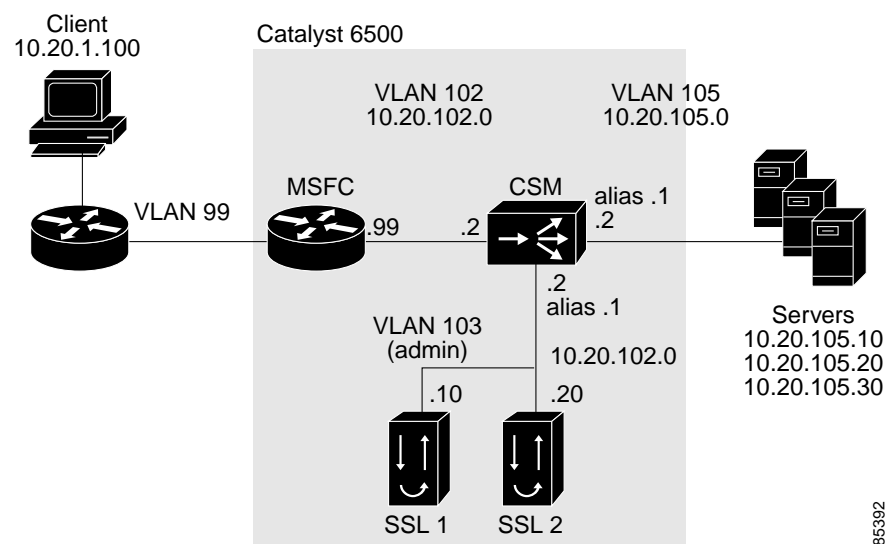 Client
10.20.1.100
Catalyst 6500
VLAN 102
10.20.102.0
VLAN 105
10.20.105.0
MSFC
CSM
VLAN 99
.99
.2
alias .1
.2
.2
alias .1
VLAN 103
(admin)
10.20.102.0
.10
.20
SSL 1
SSL 2
Servers
10.20.105.10
10.20.105.20
10.20.105.30
85392